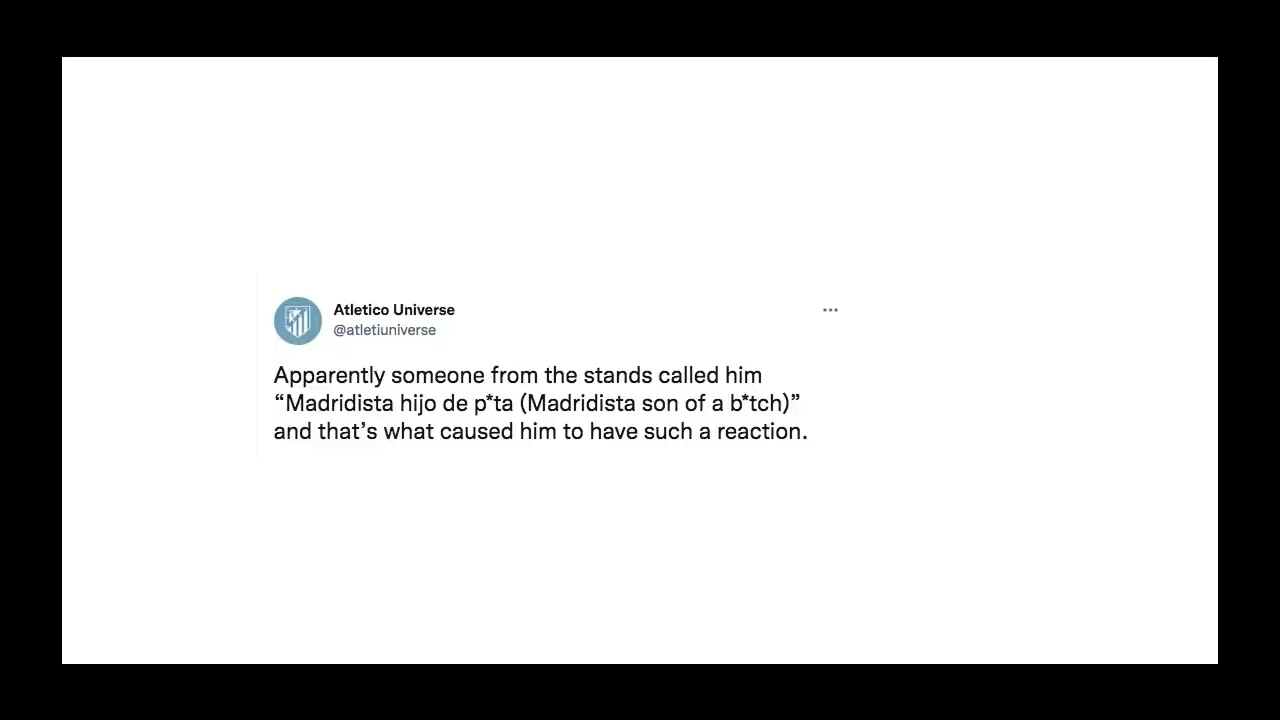 Atletico Universe
@atletiuniverse
Apparently someone from the stands called him
“Madridista hijo de p*ta (Madridista son of a b*tch)”
and that’s what caused him to have such a reaction.